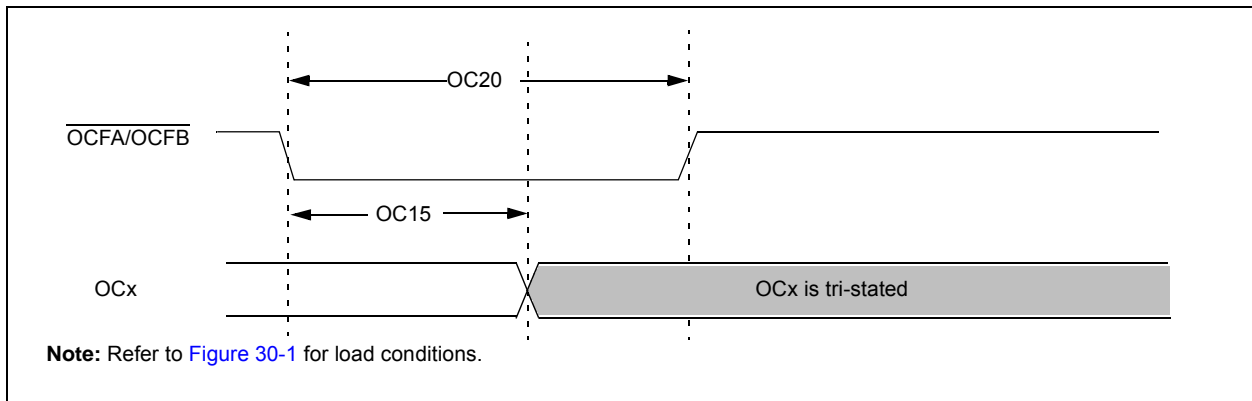 OC20
OCFA/OCFB
OC15
OCx
OCx is tri-stated
Note: Refer to Figure 30-1 for load conditions.